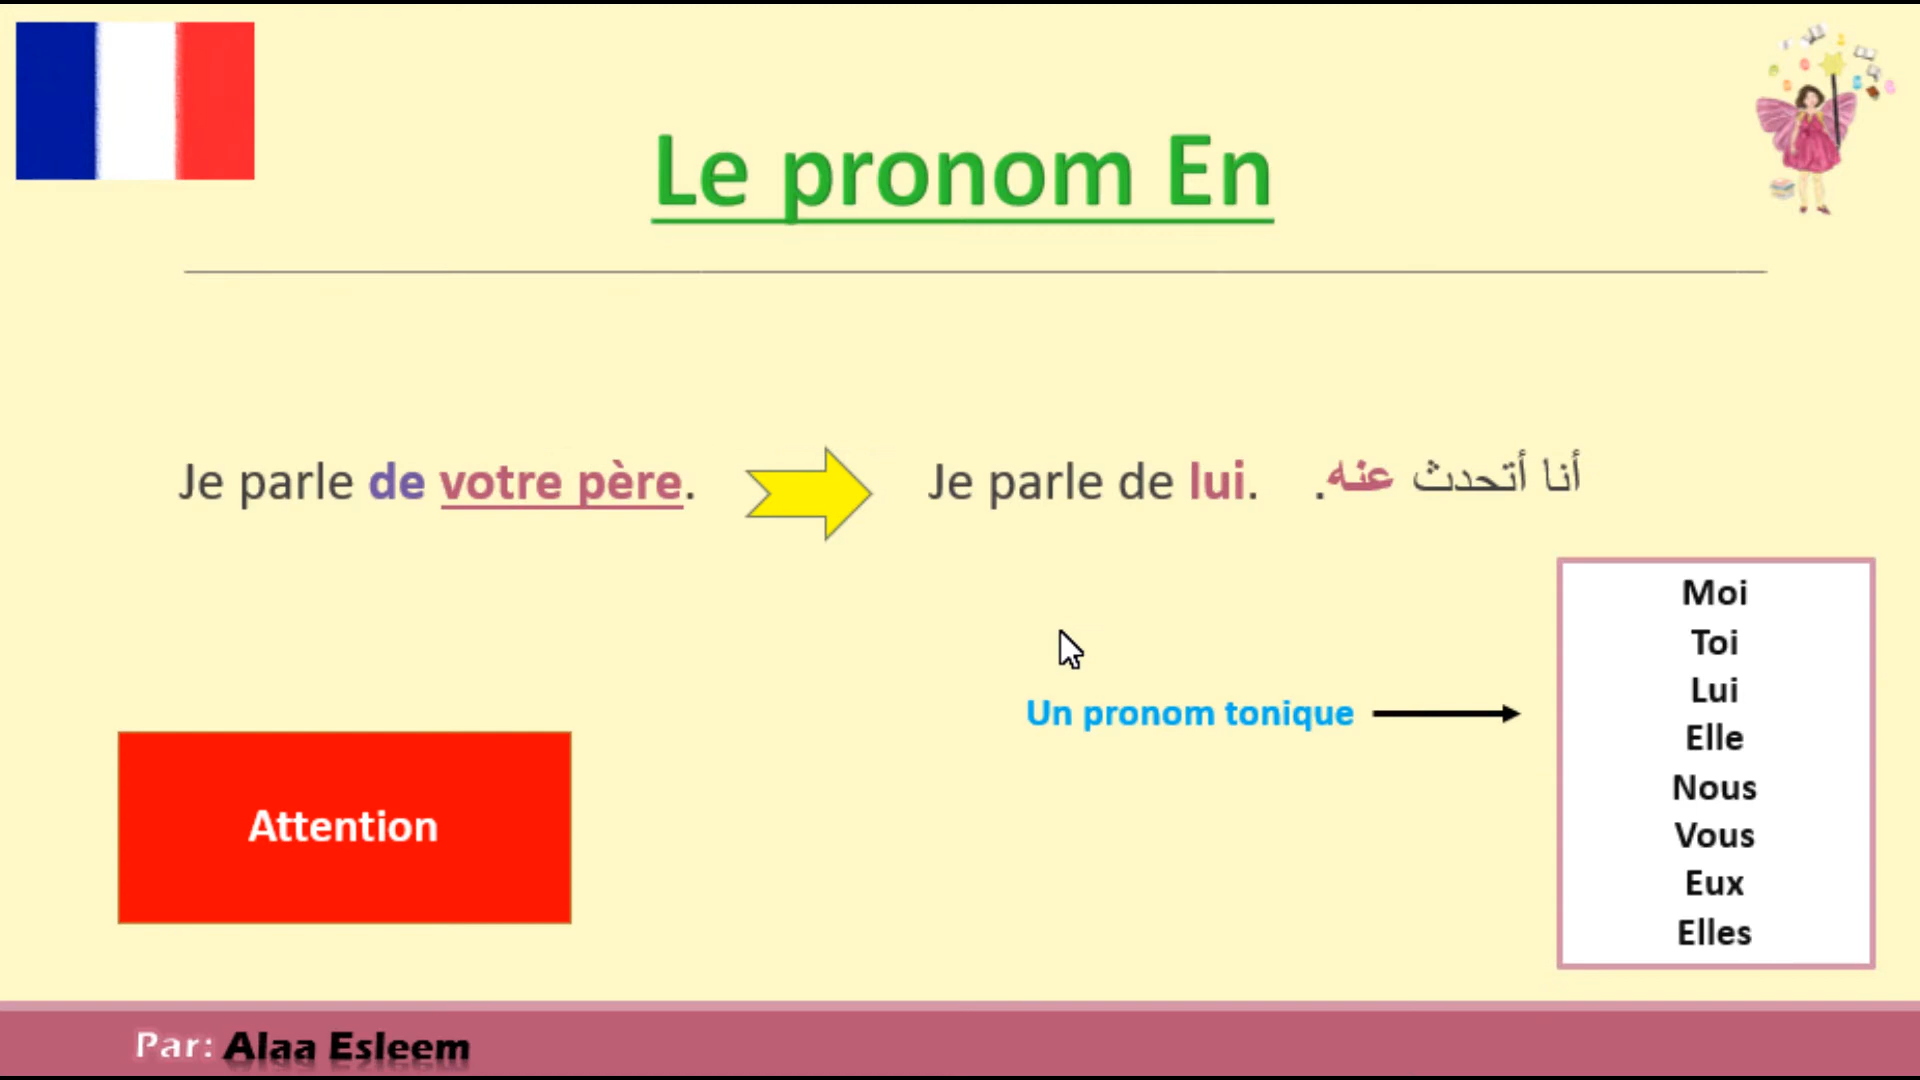 Le pronom En
Je parle de votre père.
Je parle de lui.
أنا أتحدث عنه.
Moi
Toi
Lui
Elle
Nous
Vous
Eux
Elles
Un pronom tonique
Attention
Par: Alaa Esleem